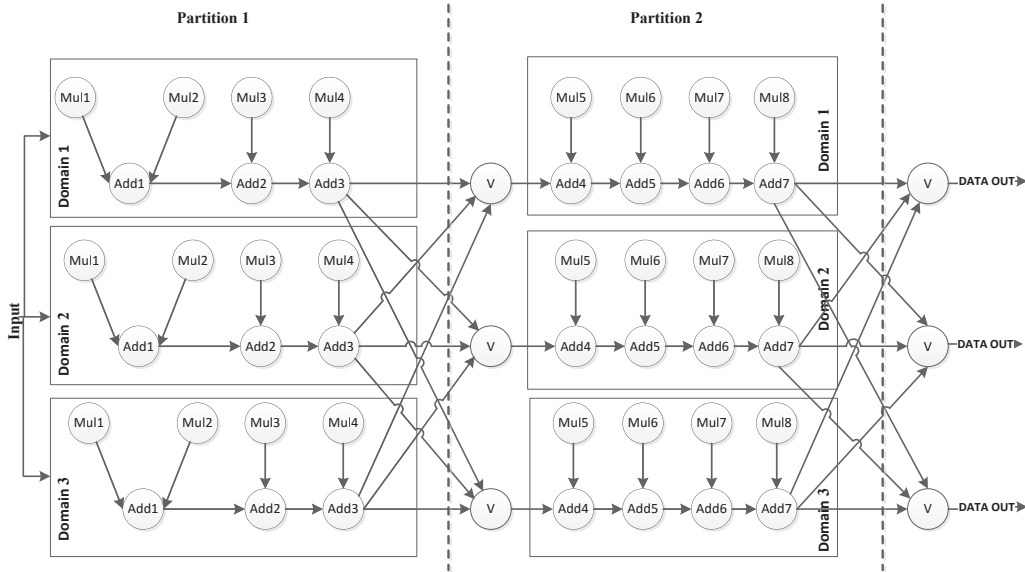 Partition 1
Partition 2
Input
Domain 1
Mul1
Mul2
Mul3
Mul4
Add1
Add2
Add3
V
Mul5
Mul6
Mul7
Mul8
Domain 1
Add4
Add5
Add6
Add7
V
DATA OUT
Domain 2
Mul1
Mul2
Mul3
Mul4
Add1
Add2
Add3
V
Mul5
Mul6
Mul7
Mul8
Domain 2
Add4
Add5
Add6
Add7
V
DATA OUT
Domain 3
Mul1
Mul2
Mul3
Mul4
Add1
Add2
Add3
V
Mul5
Mul6
Mul7
Mul8
Domain 3
Add4
Add5
Add6
Add7
V
DATA OUT